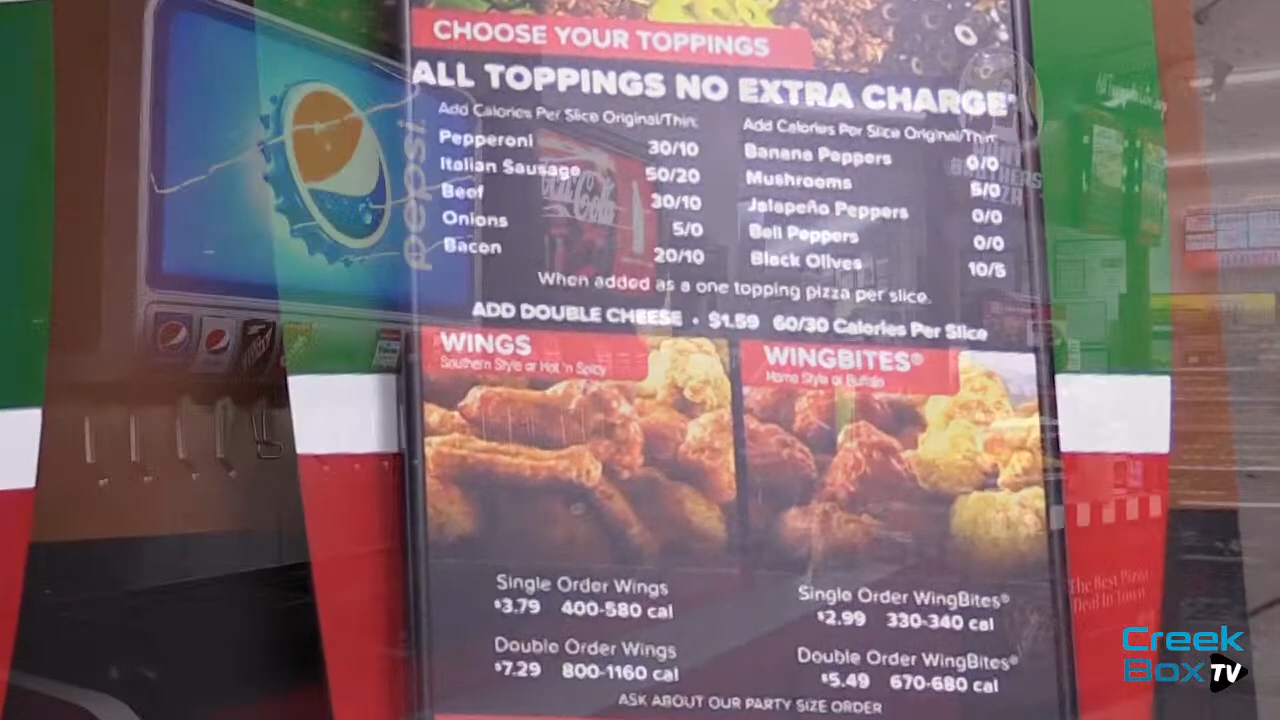 CHOOSE YOUR TOPPINGS
ALL TOPPINGS NO EXTRA CHARGE*
Add Calories Per Slice Original/Thin:
Pepperoni 30/10
Italian Sausage 50/20
Beef 30/10
Onions 5/0
Bacon 20/10
Add Calories Per Slice Original/Thin:
Banana Peppers 0/0
Mushrooms 5/0
Jalapeño Peppers 0/0
Bell Peppers 0/0
Black Olives 10/5
When added as a one topping pizza per slice.
ADD DOUBLE CHEESE • $1.59 60/30 Calories Per Slice
WINGS
Southern Style or Hot 'n Spicy
WINGBITES®
Home Style or Buffalo
Single Order Wings
$3.79 400-580 cal
Double Order Wings
$7.29 800-1160 cal
Single Order WingBites®
$2.99 330-340 cal
Double Order WingBites®
$5.49 670-680 cal
ASK ABOUT OUR PARTY SIZE ORDER
pepsi
Coca-Cola
BROTHERS
The Best Pizza
Deal In Town
Creek
Box TV